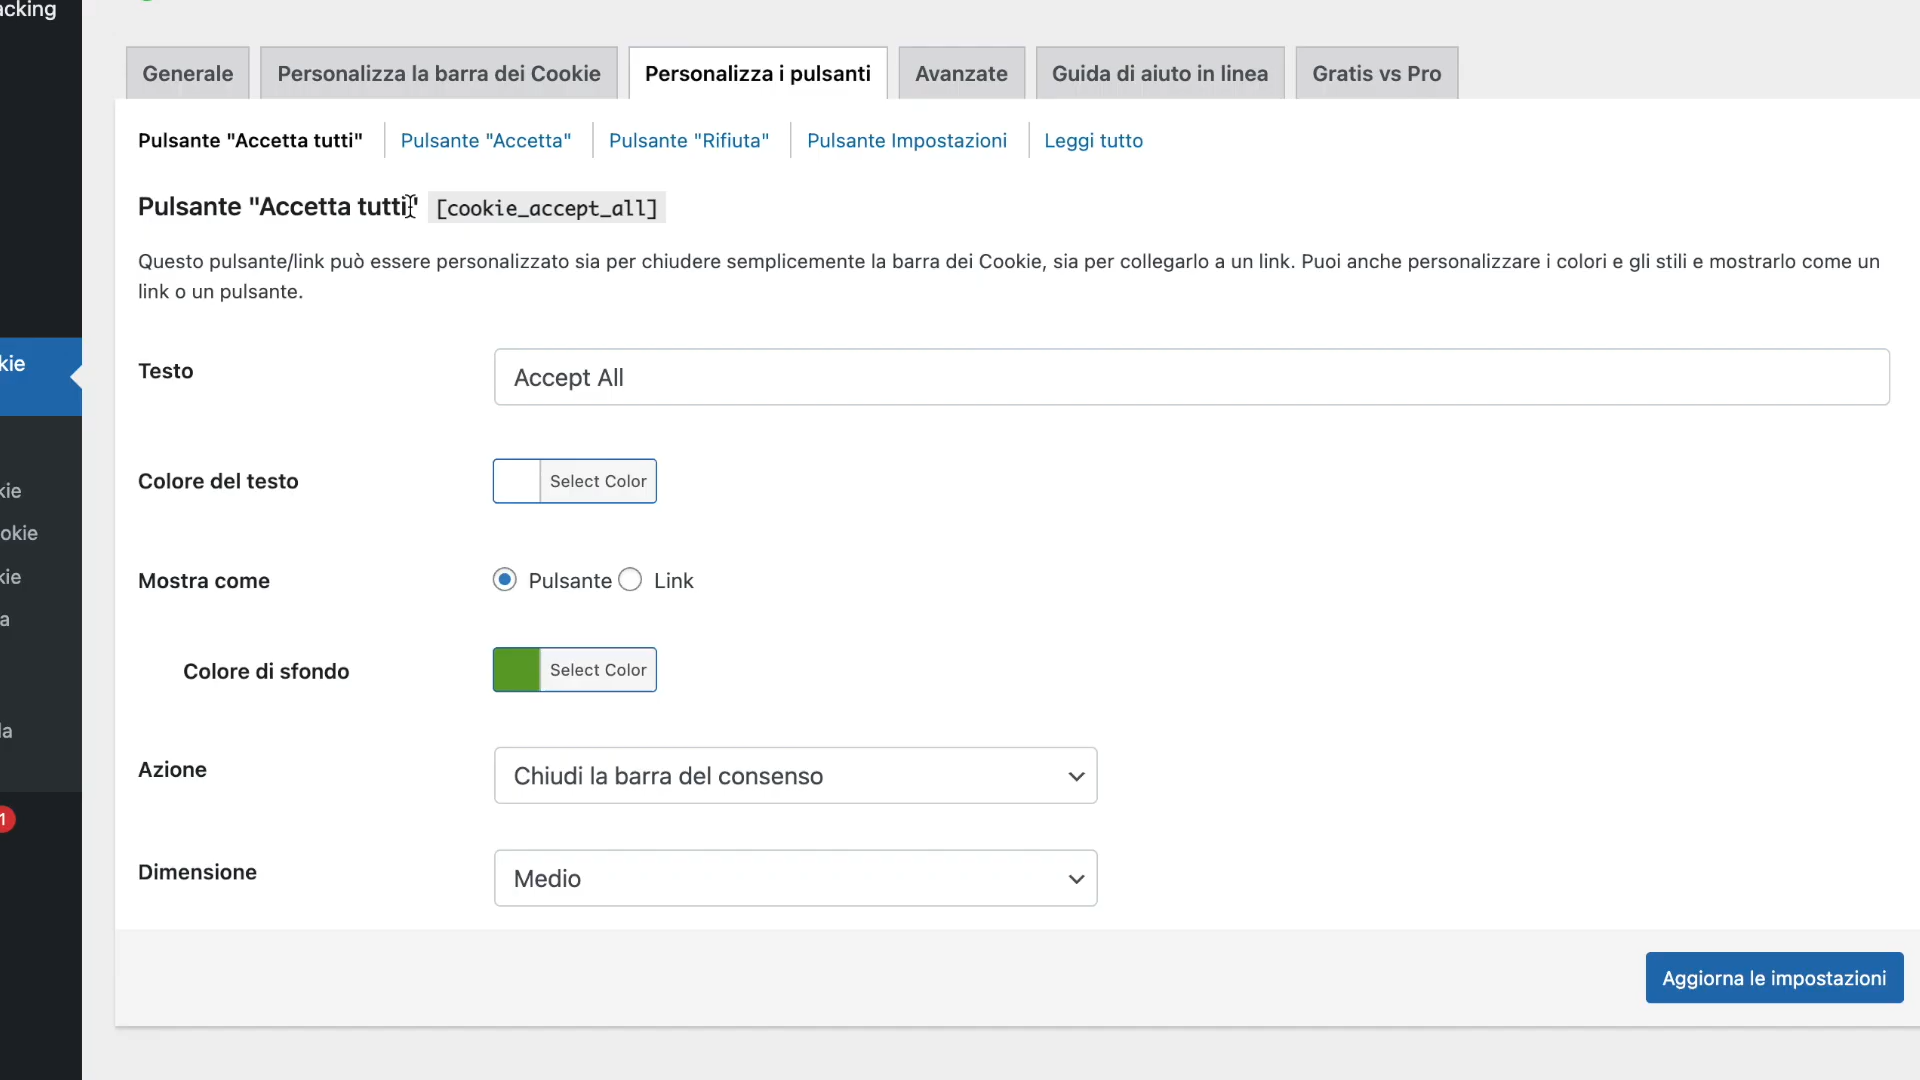 acking
Generale
Personalizza la barra dei Cookie
Personalizza i pulsanti
Avanzate
Guida di aiuto in linea
Gratis vs Pro
Pulsante "Accetta tutti"
Pulsante "Accetta"
Pulsante "Rifiuta"
Pulsante Impostazioni
Leggi tutto
Pulsante "Accetta tutti" [cookie_accept_all]
Questo pulsante/link può essere personalizzato sia per chiudere semplicemente la barra dei Cookie, sia per collegarlo a un link. Puoi anche personalizzare i colori e gli stili e mostrarlo come un
link o un pulsante.
kie
Testo
Accept All
Colore del testo
Select Color
kie
okie
Mostra come
Pulsante
Link
kie
a
Colore di sfondo
Select Color
la
Azione
Chiudi la barra del consenso
1
Dimensione
Medio
Aggiorna le impostazioni